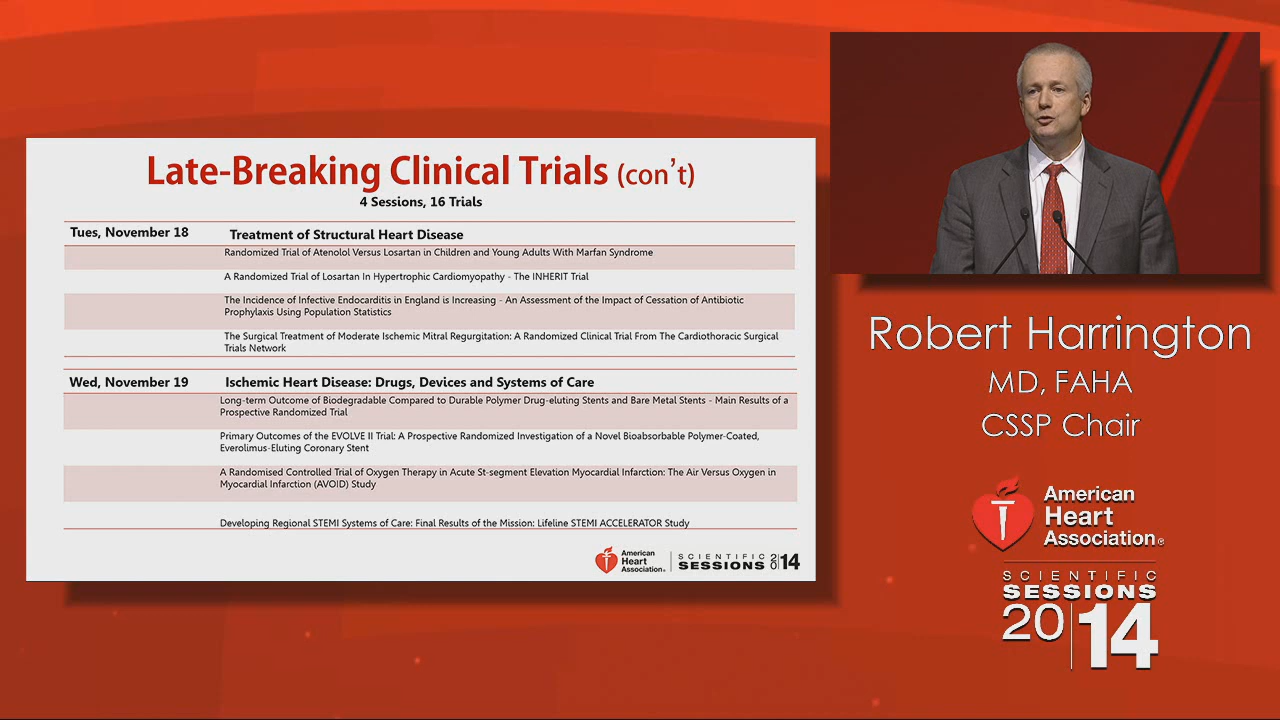 Late-Breaking Clinical Trials (con't)
4 Sessions, 16 Trials
Tues, November 18
Treatment of Structural Heart Disease
Randomized Trial of Atenolol Versus Losartan in Children and Young Adults With Marfan Syndrome
A Randomized Trial of Losartan In Hypertrophic Cardiomyopathy - The INHERIT Trial
The Incidence of Infective Endocarditis in England is Increasing - An Assessment of the Impact of Cessation of Antibiotic
Prophylaxis Using Population Statistics
The Surgical Treatment of Moderate Ischemic Mitral Regurgitation: A Randomized Clinical Trial From The Cardiothoracic Surgical
Trials Network
Wed, November 19
Ischemic Heart Disease: Drugs, Devices and Systems of Care
Long-term Outcome of Biodegradable Compared to Durable Polymer Drug-eluting Stents and Bare Metal Stents - Main Results of a
Prospective Randomized Trial
Primary Outcomes of the EVOLVE II Trial: A Prospective Randomized Investigation of a Novel Bioabsorbable Polymer-Coated,
Everolimus-Eluting Coronary Stent
A Randomised Controlled Trial of Oxygen Therapy in Acute St-segment Elevation Myocardial Infarction: The Air Versus Oxygen in
Myocardial Infarction (AVOID) Study
Developing Regional STEMI Systems of Care: Final Results of the Mission: Lifeline STEMI ACCELERATOR Study
American
Heart
Association®
SCIENTIFIC
SESSIONS
20|14
Robert Harrington
MD, FAHA
CSSP Chair
American
Heart
Association®
SCIENTIFIC
SESSIONS
20|14